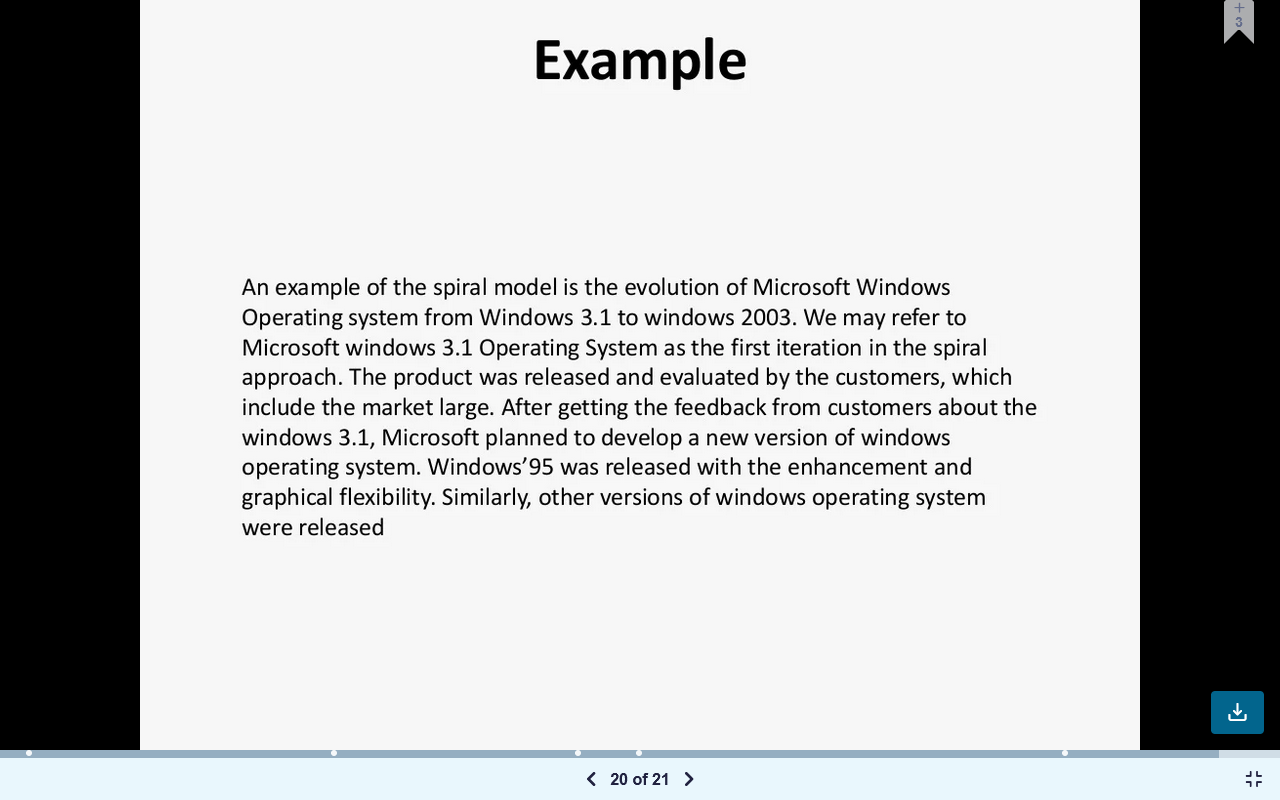 +
3
Example
An example of the spiral model is the evolution of Microsoft Windows
Operating system from Windows 3.1 to windows 2003. We may refer to
Microsoft windows 3.1 Operating System as the first iteration in the spiral
approach. The product was released and evaluated by the customers, which
include the market large. After getting the feedback from customers about the
windows 3.1, Microsoft planned to develop a new version of windows
operating system. Windows’95 was released with the enhancement and
graphical flexibility. Similarly, other versions of windows operating system
were released
20 of 21